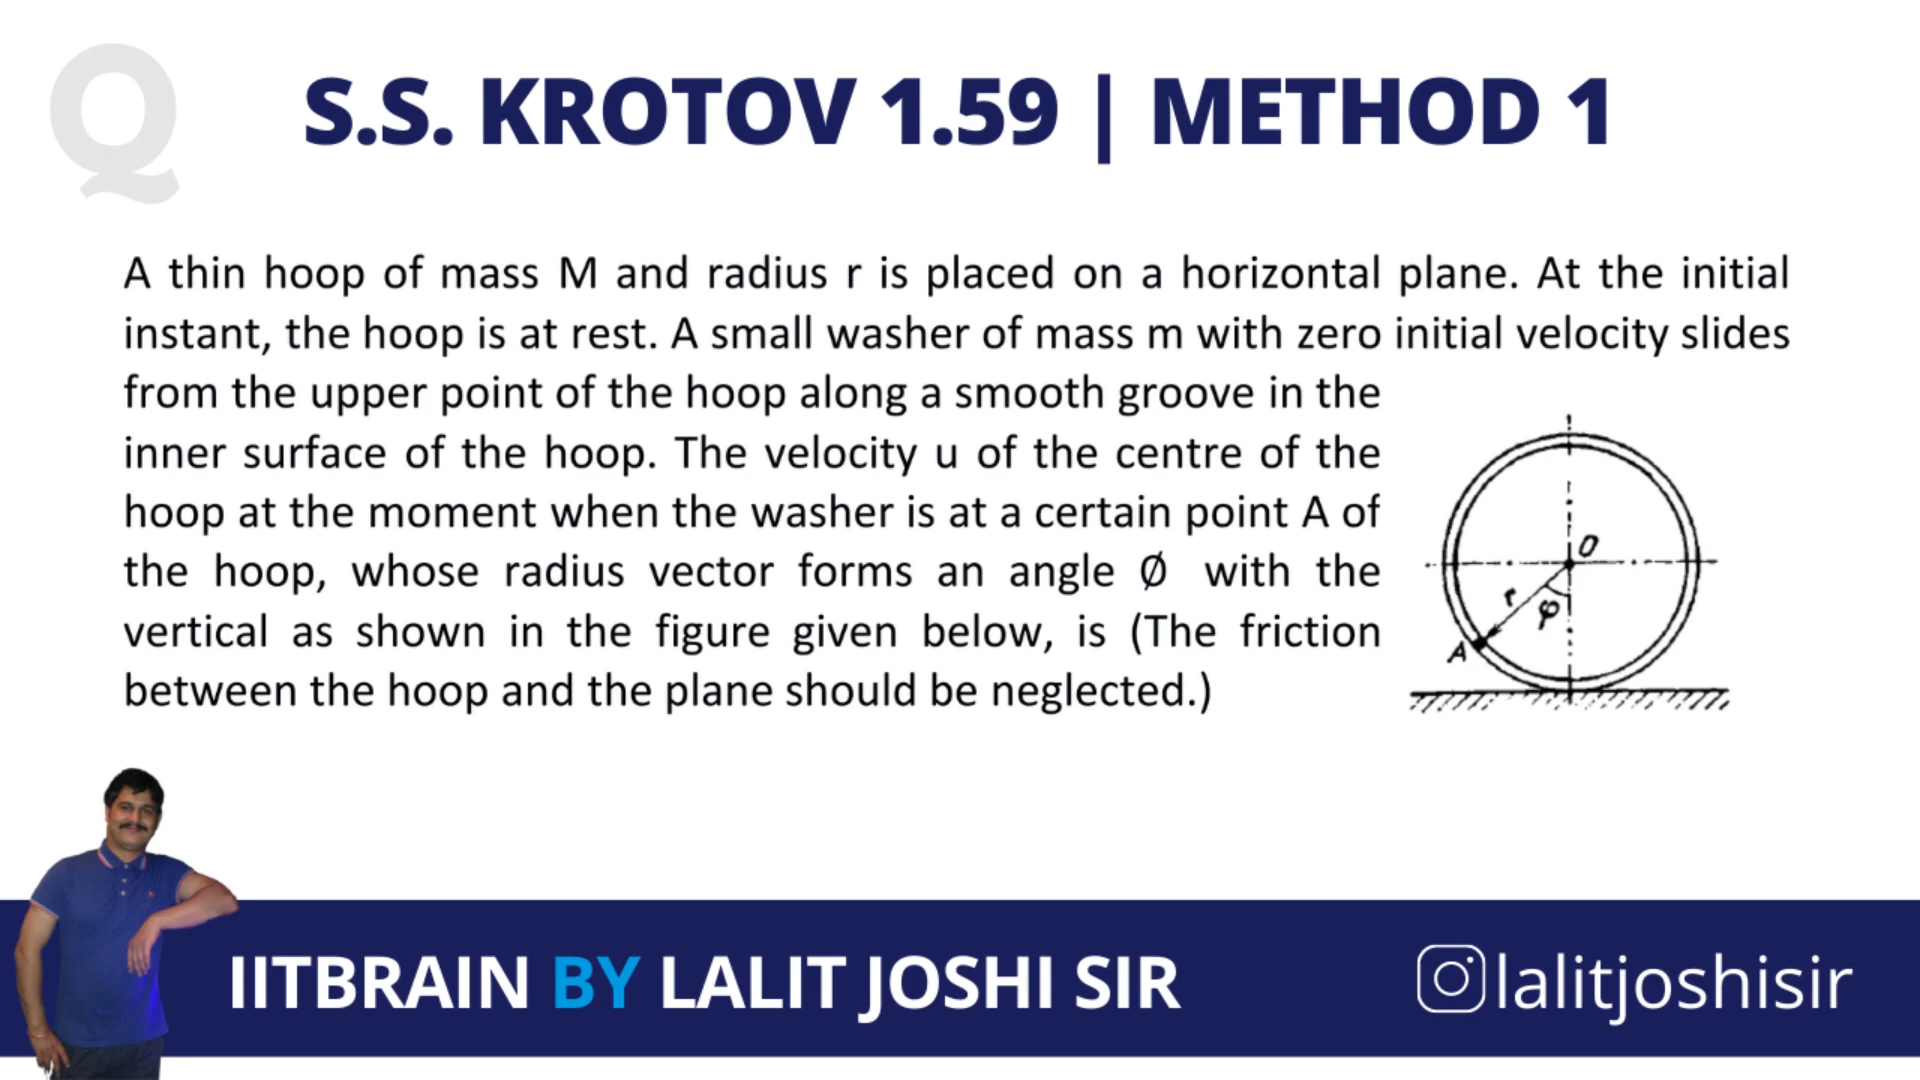 Q
S.S. KROTOV 1.59 | METHOD 1
A thin hoop of mass M and radius r is placed on a horizontal plane. At the initial
instant, the hoop is at rest. A small washer of mass m with zero initial velocity slides
from the upper point of the hoop along a smooth groove in the
inner surface of the hoop. The velocity u of the centre of the
hoop at the moment when the washer is at a certain point A of
the hoop, whose radius vector forms an angle Ø with the
vertical as shown in the figure given below, is (The friction
between the hoop and the plane should be neglected.)
O
r
φ
A
IITBRAIN BY LALIT JOSHI SIR
lalitjoshisir